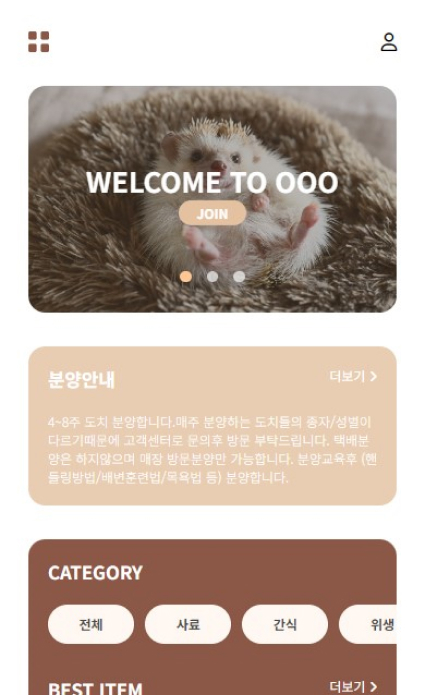 WELCOME TO OOO
JOIN
분양안내
더보기
4~8주 도치 분양합니다.매주 분양하는 도치들의 종자/성별이
다르기때문에 고객센터로 문의후 방문 부탁드립니다. 택배분
양은 하지않으며 매장 방문분양만 가능합니다. 분양교육후 (핸
들링방법/배변훈련법/목욕법 등) 분양합니다.
CATEGORY
전체 사료 간식 위생
BEST ITEM
더보기